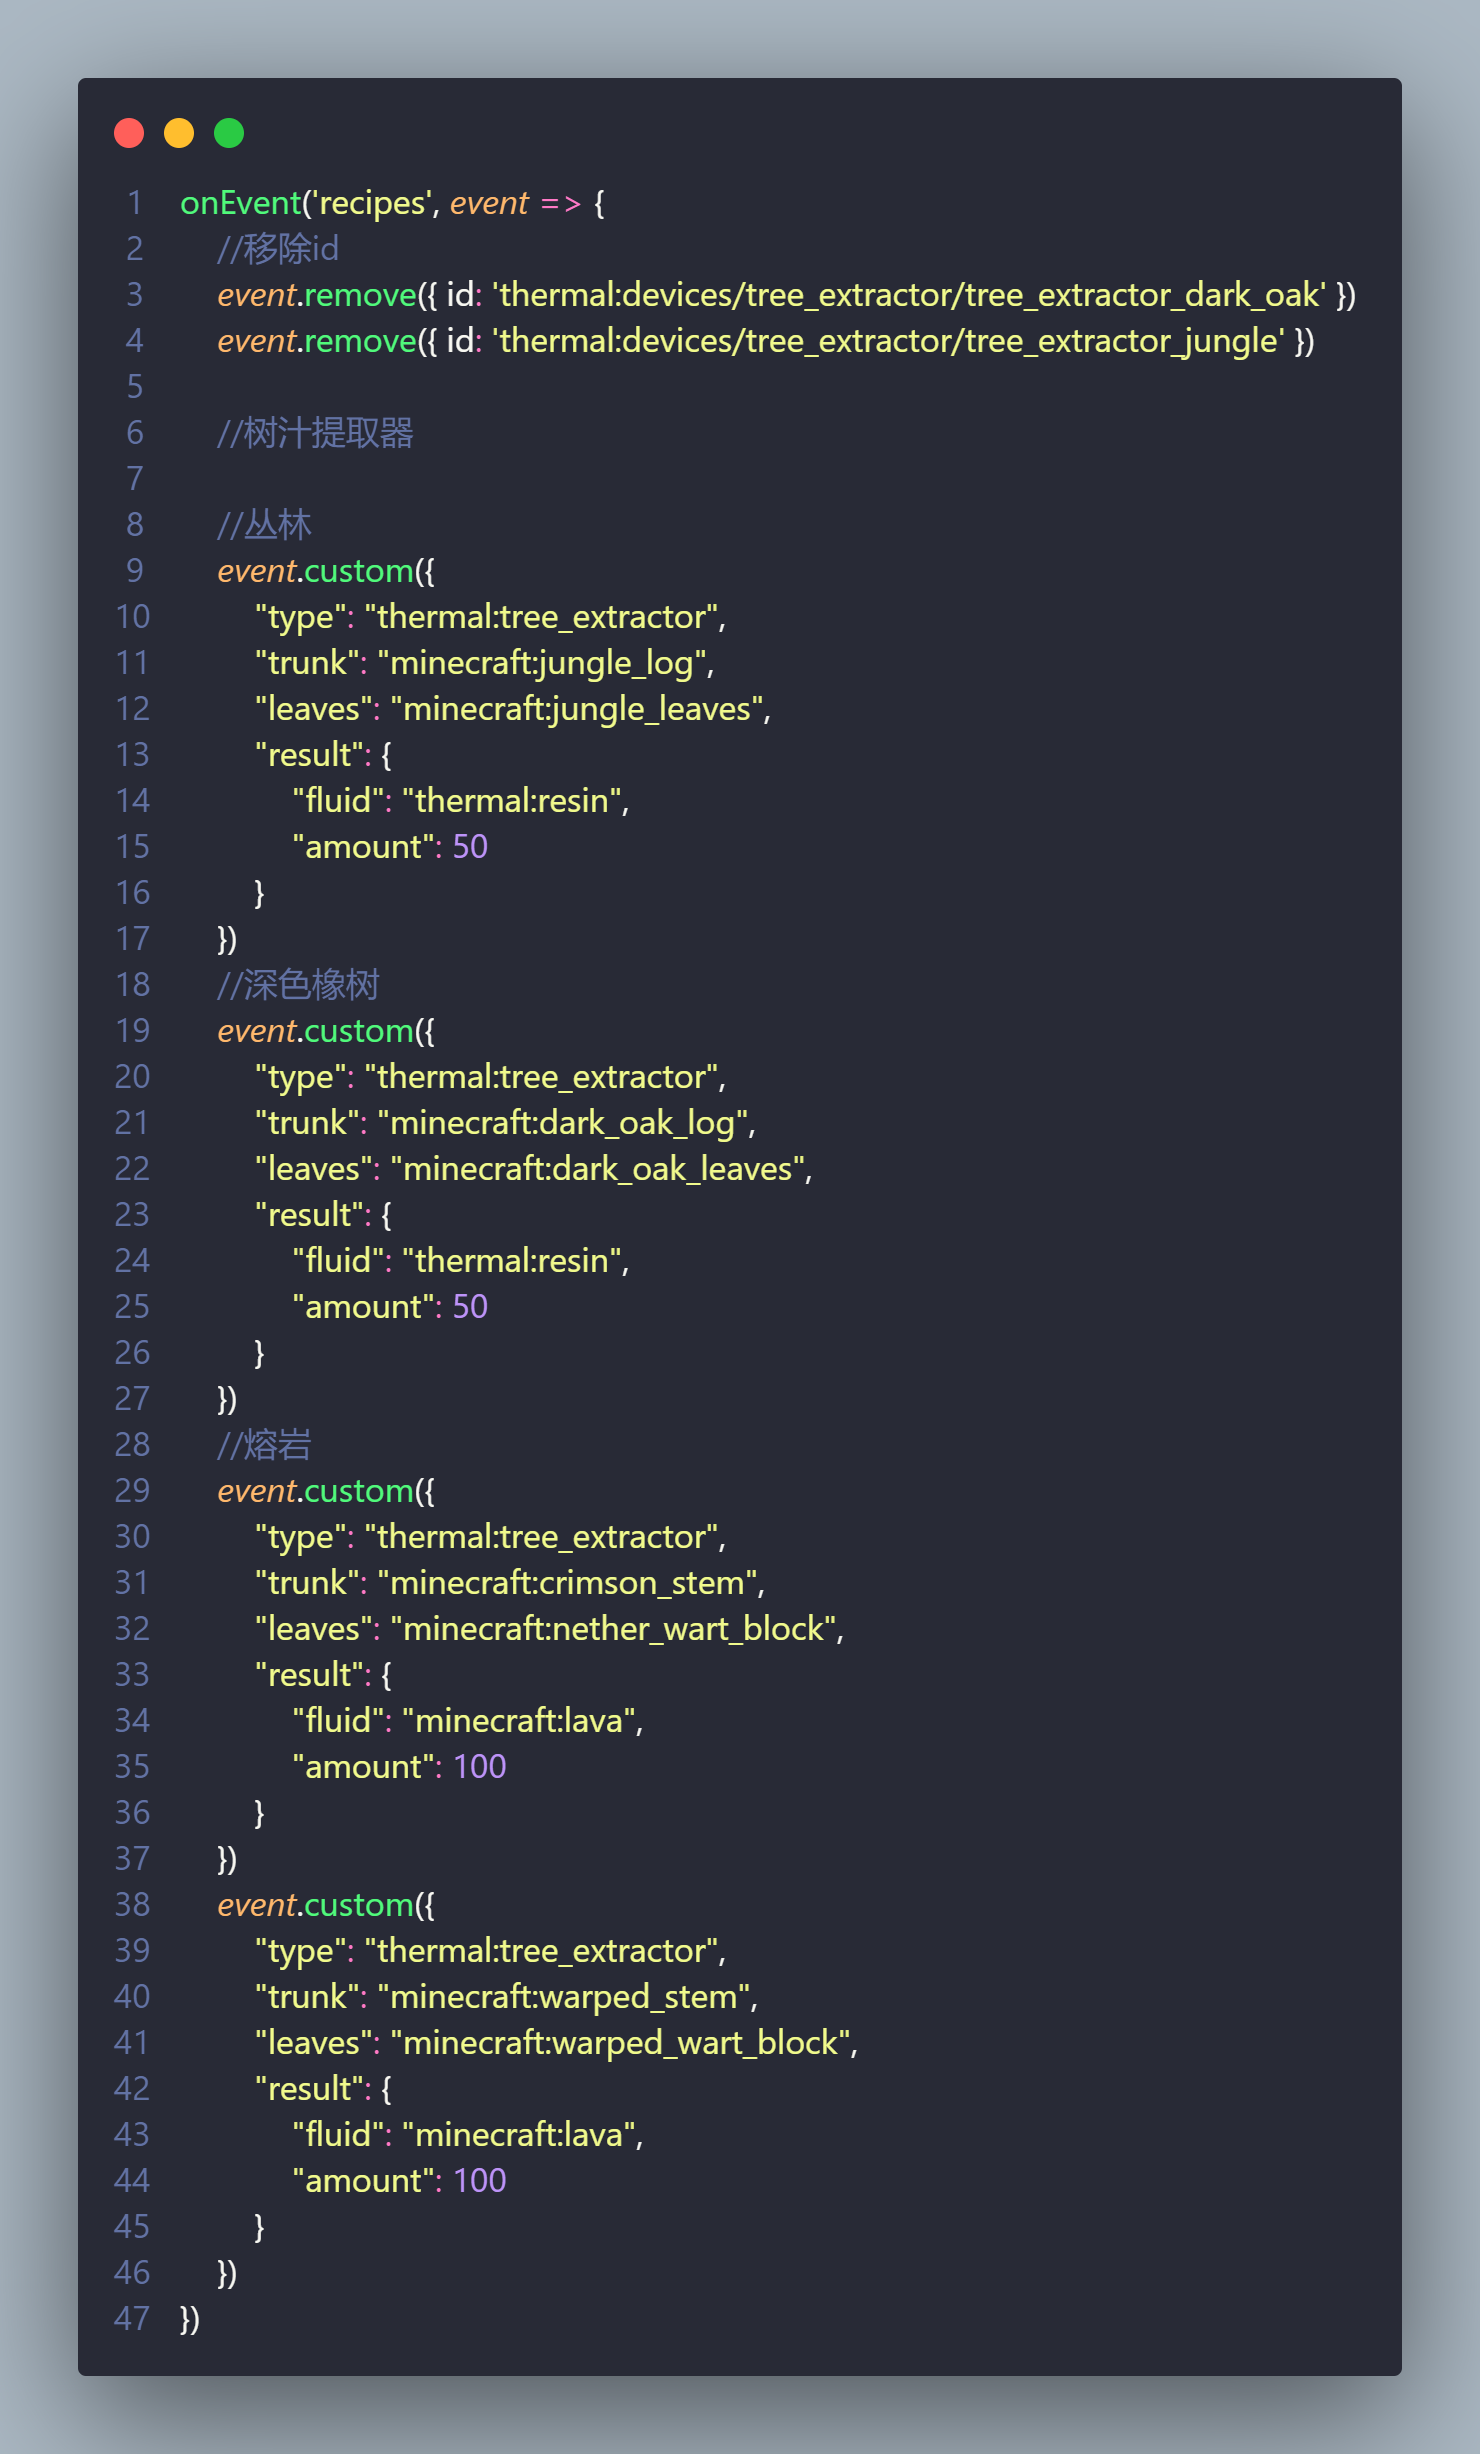 1 onEvent('recipes', event => {
2 //移除id
3 event.remove({ id: 'thermal:devices/tree_extractor/tree_extractor_dark_oak' })
4 event.remove({ id: 'thermal:devices/tree_extractor/tree_extractor_jungle' })
5
6 //树汁提取器
7
8 //丛林
9 event.custom({
10 "type": "thermal:tree_extractor",
11 "trunk": "minecraft:jungle_log",
12 "leaves": "minecraft:jungle_leaves",
13 "result": {
14 "fluid": "thermal:resin",
15 "amount": 50
16 }
17 })
18 //深色橡树
19 event.custom({
20 "type": "thermal:tree_extractor",
21 "trunk": "minecraft:dark_oak_log",
22 "leaves": "minecraft:dark_oak_leaves",
23 "result": {
24 "fluid": "thermal:resin",
25 "amount": 50
26 }
27 })
28 //熔岩
29 event.custom({
30 "type": "thermal:tree_extractor",
31 "trunk": "minecraft:crimson_stem",
32 "leaves": "minecraft:nether_wart_block",
33 "result": {
34 "fluid": "minecraft:lava",
35 "amount": 100
36 }
37 })
38 event.custom({
39 "type": "thermal:tree_extractor",
40 "trunk": "minecraft:warped_stem",
41 "leaves": "minecraft:warped_wart_block",
42 "result": {
43 "fluid": "minecraft:lava",
44 "amount": 100
45 }
46 })
47 })